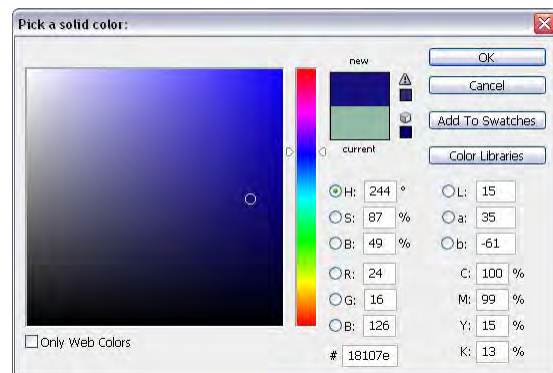 Pick a solid color:
new
current
OK
Cancel
Add To Swatches
Color Libraries
H: 244 °
S: 87 %
B: 49 %
R: 24
G: 16
B: 126
# 18107e
L: 15
a: 35
b: -61
C: 100 %
M: 99 %
Y: 15 %
K: 13 %
Only Web Colors